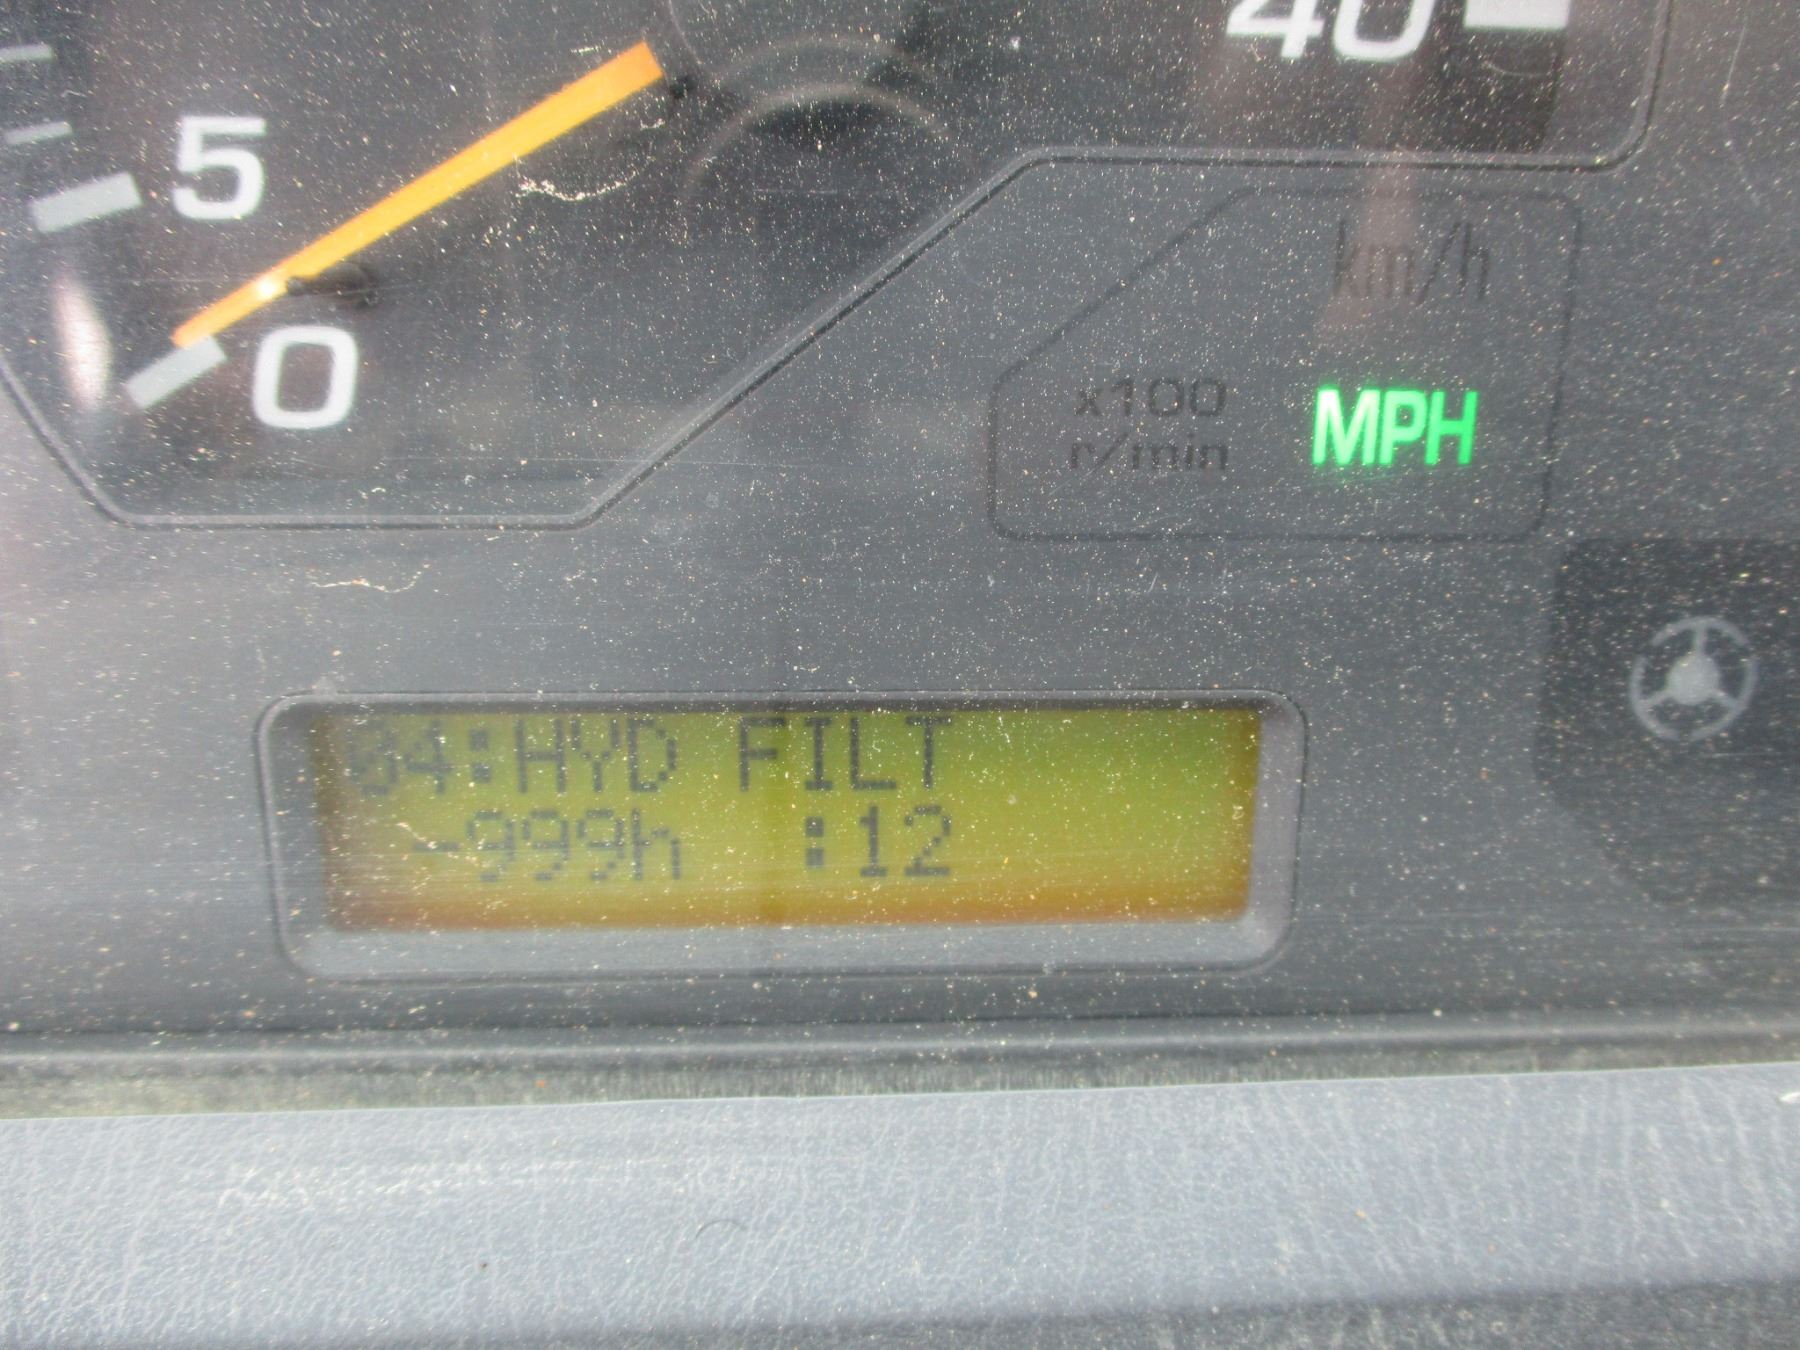 40
5
0
km/h
x100
r/min
MPH
04:HYD FILT
-999h :12